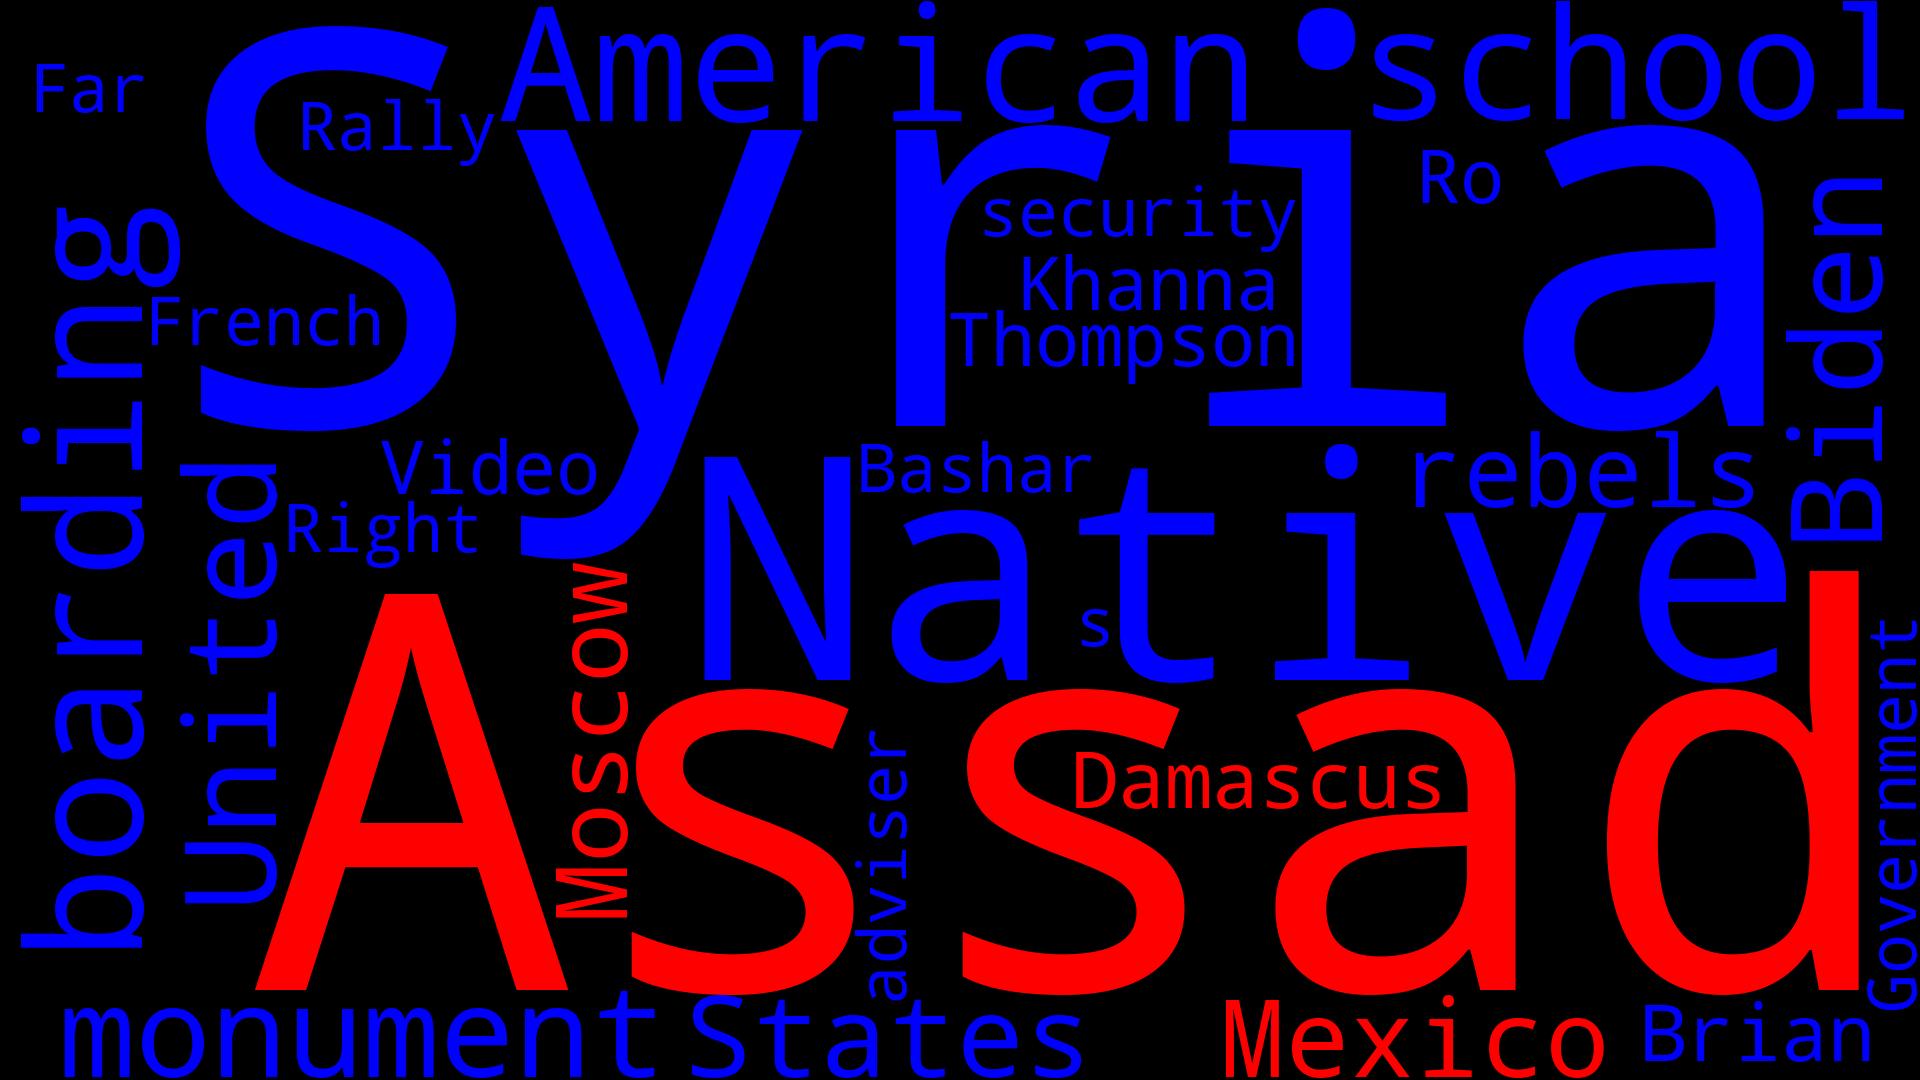 American school
Far
Rally
Syria
Ro
security
Khanna
Thompson
French
boarding
Biden
Video
Bashar
rebels
Native
Right
United
s
Moscow
Assad
Damascus
adviser
Government
monument States
Mexico
Brian